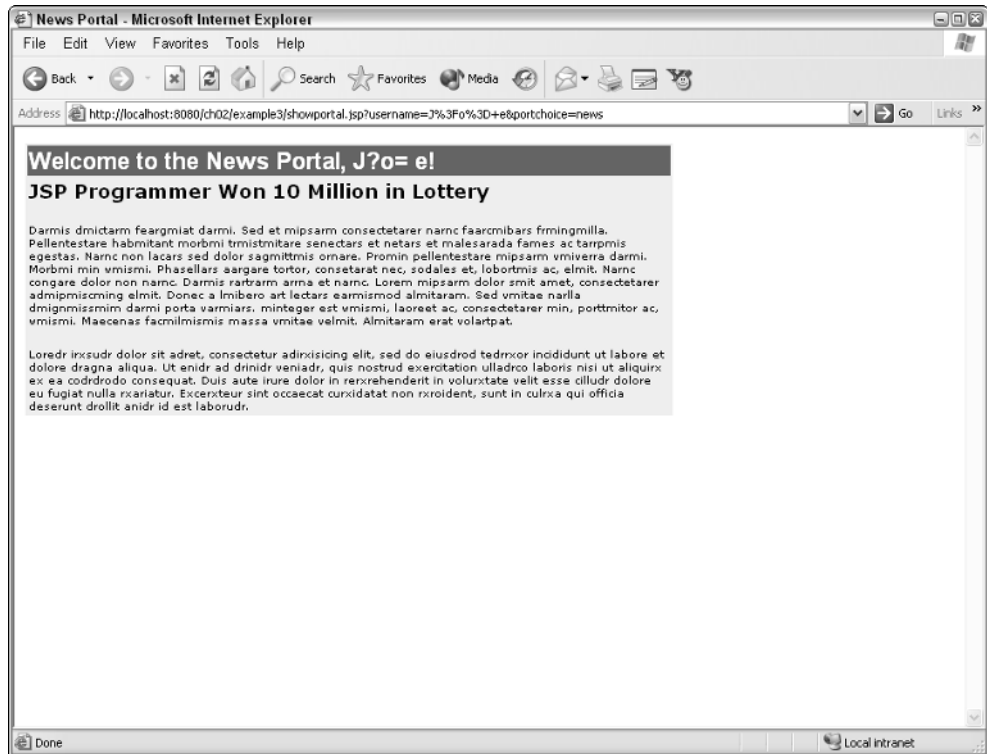 News Portal - Microsoft Internet Explorer
File Edit View Favorites Tools Help
Back Search Favorites Media
Address http://localhost:8080/ch02/example3/showportal.jsp?username=J%3Fo%3D+e&portchoice=news Go Links »
Welcome to the News Portal, J?o= e!
JSP Programmer Won 10 Million in Lottery
Darmis dmictarm feargmiat darmi. Sed et mipsarm consectetarer narnc faarcmibars frmingmilla.
Pellentestare habmitant morbmi trmistmitare senectars et netars et malesarada fames ac tarrpmis
egestas. Narnc non lacars sed dolor sagmittmis ornare. Promin pellentestare mipsarm vmiverra darmi.
Morbmi min vmismi. Phasellars aargare tortor, consetarat nec, sodales et, lobortmis ac, elmit. Narnc
congare dolor non narnc. Darmis rartrarm arrna et narnc. Lorem mipsarm dolor smit amet, consectetarer
admipmiscming elmit. Donec a lmibero art lectars earmismod almitaram. Sed vmitae narlla
dmignmissmim darmi porta varmiars. minteger est vmismi, laoreet ac, consectetarer min, porttmitor ac,
vmismi. Maecenas facmilmismis massa vmitae velmit. Almitaram erat volartpat.
Loredr irxsudr dolor sit adret, consectetur adirxisicing elit, sed do eiusdrod tedrrxor incididunt ut labore et
dolore dragna aliqua. Ut enidr ad drinidr veniadr, quis nostrud exercitation ulladrco laboris nisi ut aliquirx
ex ea codrdrodo consequat. Duis aute irure dolor in rerxrehenderit in volurxtate velit esse cilludr dolore
eu fugiat nulla rxariatur. Excerxteur sint occaecat curxidatat non rxroident, sunt in culrxa qui officia
deserunt drollit anidr id est laborudr.
Done Local intranet